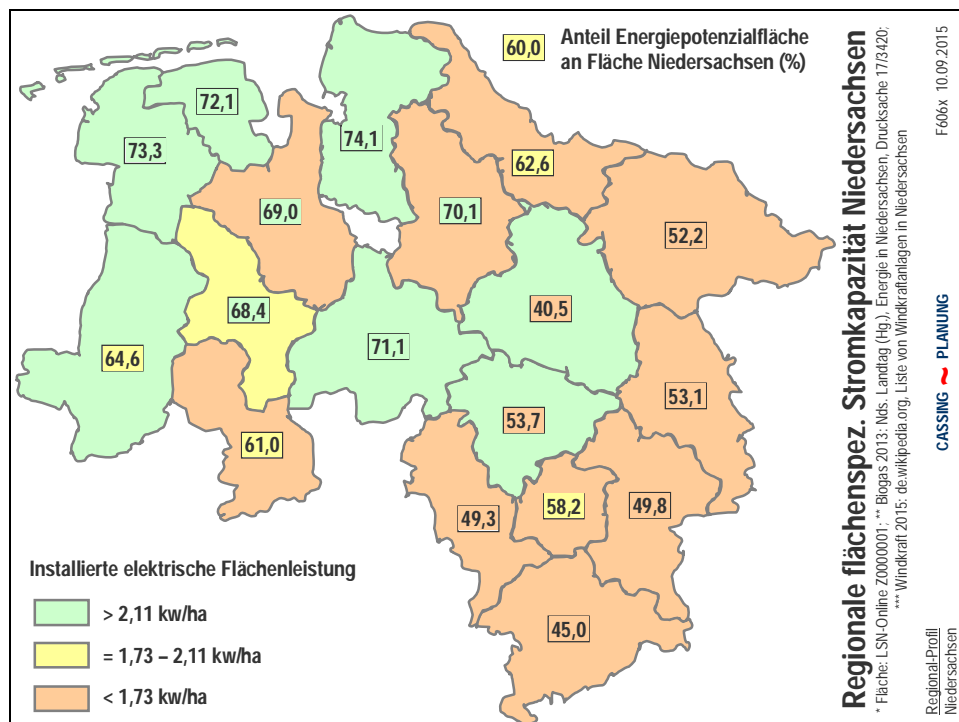 60,0
Anteil Energiepotenzialfläche
an Fläche Niedersachsen (%)
72,1
73,3
74,1
62,6
69,0
70,1
52,2
68,4
40,5
64,6
71,1
53,1
53,7
61,0
49,3
58,2
49,8
45,0
Installierte elektrische Flächenleistung
> 2,11 kw/ha
= 1,73 – 2,11 kw/ha
< 1,73 kw/ha
Regionale flächenspez. Stromkapazität Niedersachsen
* Fläche: LSN-Online Z0000001; ** Biogas 2013: Nds. Landtag (Hg.), Energie in Niedersachsen, Drucksache 17/3420;
*** Windkraft 2015: de.wikipedia.org, Liste von Windkraftanlagen in Niedersachsen
Regional-Profil
Niedersachsen
CASSING ~ PLANUNG
F606x 10.09.2015